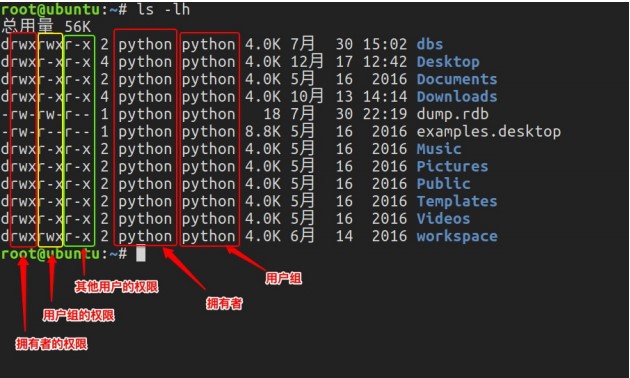 root@ubuntu:~# ls -lh
总用量 56K
drwxrwxr-x 2 python python 4.0K 7月 30 15:02 dbs
drwxr-xr-x 4 python python 4.0K 12月 17 12:42 Desktop
drwxr-xr-x 2 python python 4.0K 5月 16 2016 Documents
drwxr-xr-x 4 python python 4.0K 10月 13 14:14 Downloads
-rw-rw-r-- 1 python python 18 7月 30 22:19 dump.rdb
-rw-r--r-- 1 python python 8.8K 5月 16 2016 examples.desktop
drwxr-xr-x 2 python python 4.0K 5月 16 2016 Music
drwxr-xr-x 2 python python 4.0K 5月 16 2016 Pictures
drwxr-xr-x 2 python python 4.0K 5月 16 2016 Public
drwxr-xr-x 2 python python 4.0K 5月 16 2016 Templates
drwxr-xr-x 2 python python 4.0K 5月 16 2016 Videos
drwxrwxr-x 2 python python 4.0K 6月 14 2016 workspace
root@ubuntu:~#
用户组
其他用户的权限
拥有者
用户组的权限
拥有者的权限